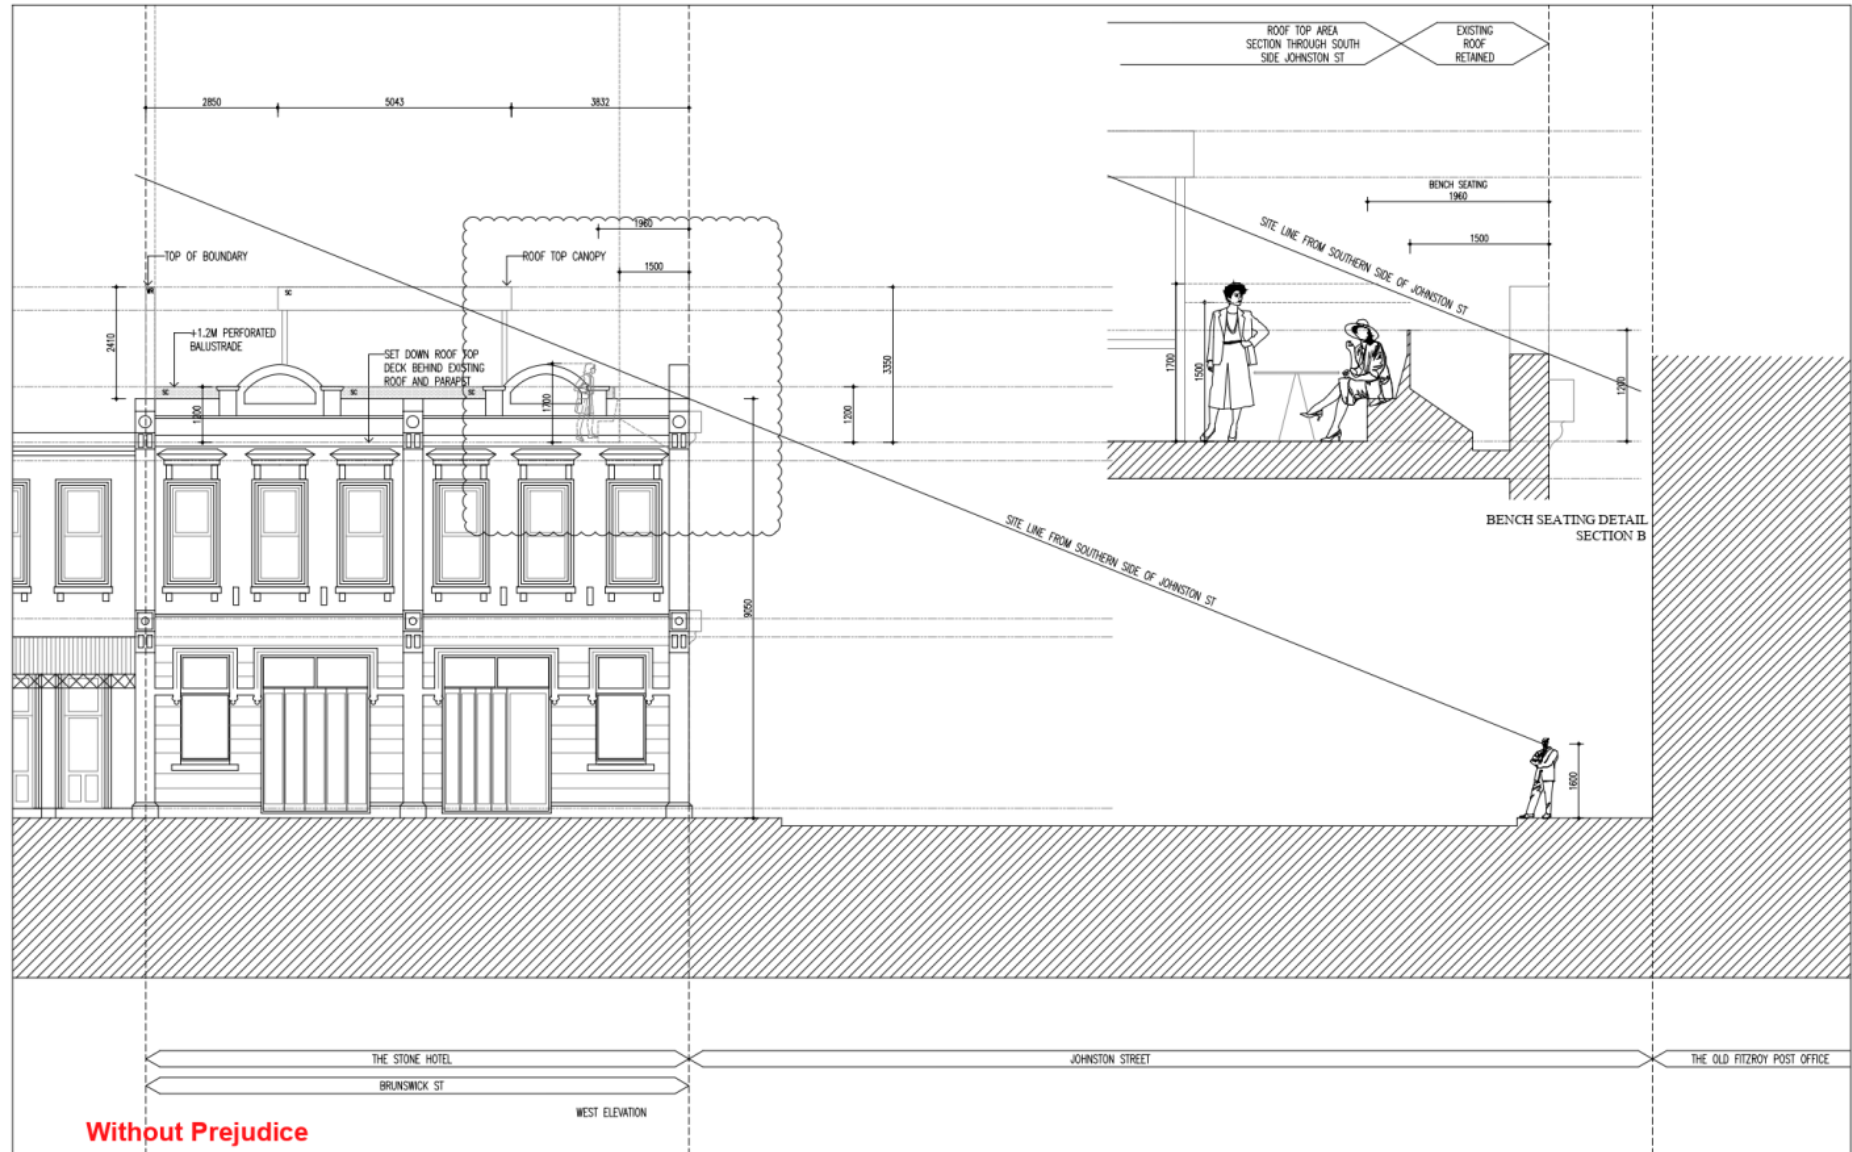 ROOF TOP AREA
SECTION THROUGH SOUTH
SIDE JOHNSTON ST
EXISTING
ROOF
RETAINED
2850
5043
3832
BENCH SEATING
1960
1500
SITE LINE FROM SOUTHERN SIDE OF JOHNSTON ST
1960
1500
TOP OF BOUNDARY
ROOF TOP CANOPY
SC
2410
+1.2M PERFORATED
BALUSTRADE
SET DOWN ROOF TOP
DECK BEHIND EXISTING
ROOF AND PARAPET
3350
1700
1500
1200
SC
SC
SC
1200
1700
1200
BENCH SEATING DETAIL
SECTION B
SITE LINE FROM SOUTHERN SIDE OF JOHNSTON ST
9050
1600
THE STONE HOTEL
JOHNSTON STREET
THE OLD FITZROY POST OFFICE
BRUNSWICK ST
WEST ELEVATION
Without Prejudice